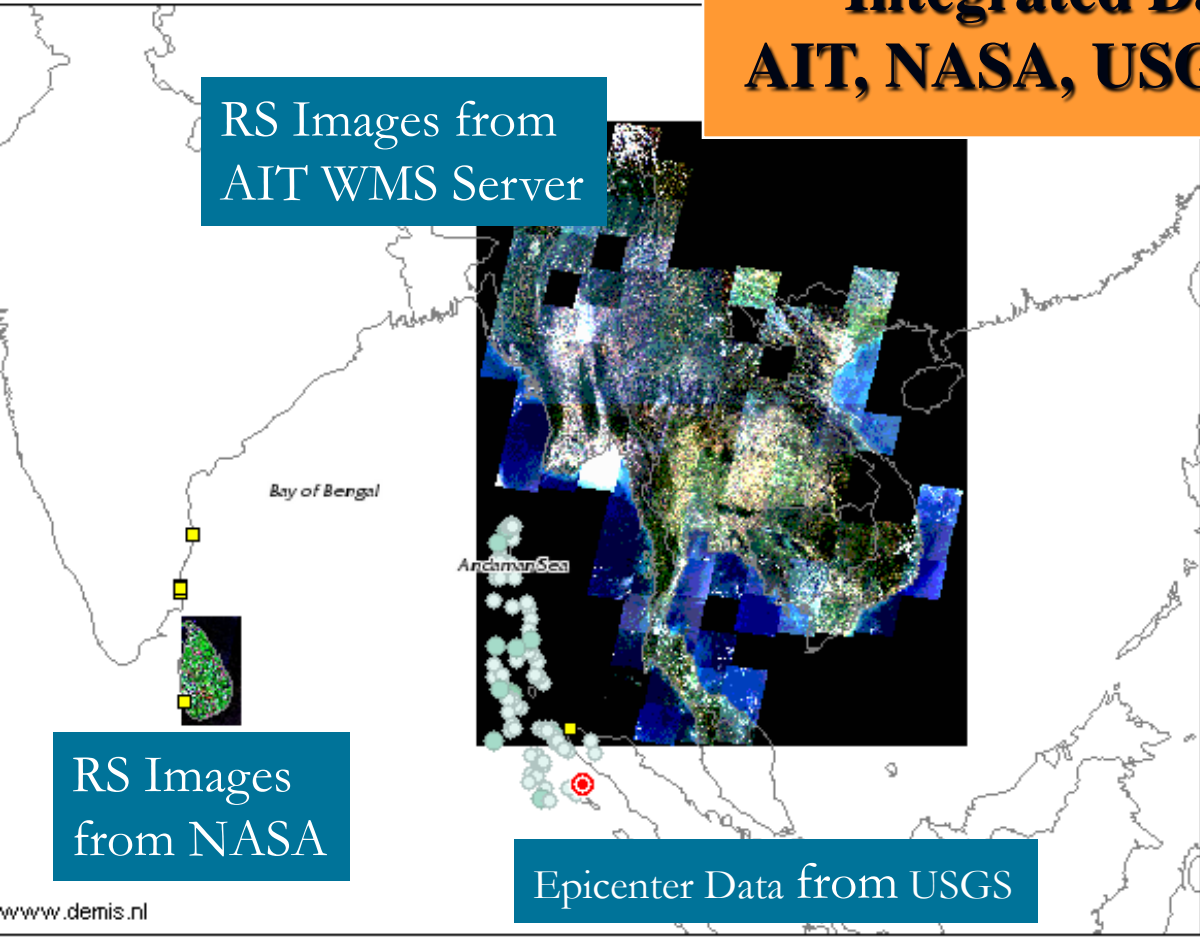 Integrated
AIT, NASA,
RS Images from
AIT WMS Server
Bay of Bengal
Andaman Sea
RS Images
from NASA
Epicenter Data from USGS
www.demis.nl